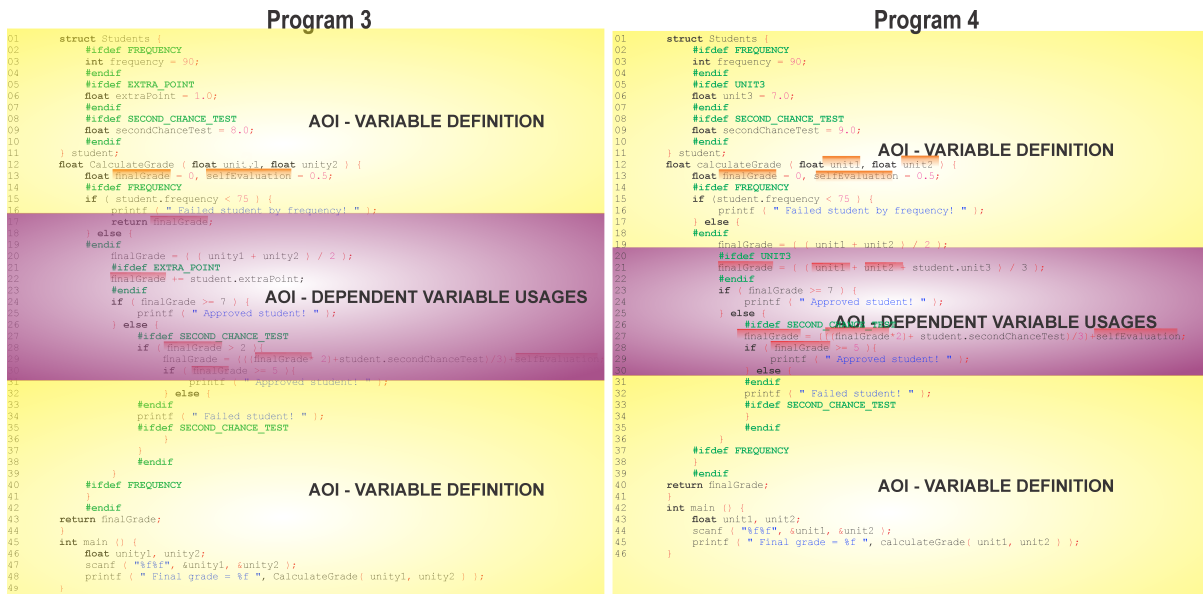 Program 3
01 struct Students {
02 #ifdef FREQUENCY
03 int frequency = 90;
04 #endif
05 #ifdef EXTRA_POINT
06 float extraPoint = 1.0;
07 #endif
08 #ifdef SECOND_CHANCE_TEST
09 float secondChanceTest = 8.0;
10 #endif
11 } student;
AOI - VARIABLE DEFINITION
12 float CalculateGrade ( float unity1, float unity2 ) {
13 float finalGrade = 0, selfEvaluation = 0.5;
14 #ifdef FREQUENCY
15 if ( student.frequency < 75 ) {
16 printf ( " Failed student by frequency! " );
17 return finalGrade;
18 } else {
19 #endif
20 finalGrade = ( ( unity1 + unity2 ) / 2 );
21 #ifdef EXTRA_POINT
22 finalGrade += student.extraPoint;
23 #endif
24 if ( finalGrade >= 7 ) {
25 printf ( " Approved student! " );
AOI - DEPENDENT VARIABLE USAGES
26 } else {
27 #ifdef SECOND_CHANCE_TEST
28 if ( finalGrade > 2 ){
29 finalGrade = (((finalGrade* 2)+student.secondChanceTest)/3)+selfEvaluation
30 if ( finalGrade >= 5 ){
31 printf ( " Approved student! " );
32 } else {
33 #endif
34 printf ( " Failed student! " );
35 #ifdef SECOND_CHANCE_TEST
36 }
37 }
38 #endif
39 }
40 #ifdef FREQUENCY
41 }
42 #endif
AOI - VARIABLE DEFINITION
43 return finalGrade;
44 }
45 int main () {
46 float unity1, unity2;
47 scanf ( "%f%f", &unity1, &unity2 );
48 printf ( " Final grade = %f ", CalculateGrade( unity1, unity2 ) );
49 }
Program 4
01 struct Students {
02 #ifdef FREQUENCY
03 int frequency = 90;
04 #endif
05 #ifdef UNIT3
06 float unit3 = 7.0;
07 #endif
08 #ifdef SECOND_CHANCE_TEST
09 float secondChanceTest = 9.0;
10 #endif
11 } student;
AOI - VARIABLE DEFINITION
12 float calculateGrade ( float unit1, float unit2 ) {
13 float finalGrade = 0, selfEvaluation = 0.5;
14 #ifdef FREQUENCY
15 if (student.frequency < 75 ) {
16 printf ( " Failed student by frequency! " );
17 } else {
18 #endif
19 finalGrade = ( ( unit1 + unit2 ) / 2 );
20 #ifdef UNIT3
21 finalGrade = ( ( unit1 + unit2 + student.unit3 ) / 3 );
22 #endif
23 if ( finalGrade >= 7 ) {
24 printf ( " Approved student! " );
25 } else {
26 #ifdef SECOND_CHANCE_TEST
AOI - DEPENDENT VARIABLE USAGES
27 finalGrade = (((finalGrade*2)+ student.secondChanceTest)/3)+selfEvaluation;
28 if ( finalGrade >= 5 ){
29 printf ( " Approved student! " );
30 } else {
31 #endif
32 printf ( " Failed student! " );
33 #ifdef SECOND_CHANCE_TEST
34 }
35 #endif
36 }
37 #ifdef FREQUENCY
38 }
39 #endif
40 return finalGrade;
AOI - VARIABLE DEFINITION
41 }
42 int main () {
43 float unit1, unit2;
44 scanf ( "%f%f", &unit1, &unit2 );
45 printf ( " Final grade = %f ", calculateGrade( unit1, unit2 ) );
46 }